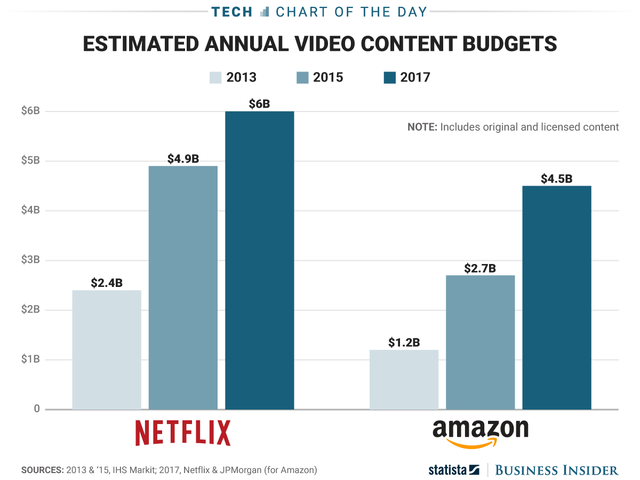 TECH CHART OF THE DAY
ESTIMATED ANNUAL VIDEO CONTENT BUDGETS
2013 2015 2017
$6B
$5B
$4B
$3B
$2B
$1B
0
NOTE: Includes original and licensed content
$2.4B
$4.9B
$6B
$1.2B
$2.7B
$4.5B
NETFLIX
amazon
SOURCES: 2013 & '15, IHS Markit; 2017, Netflix & JPMorgan (for Amazon)
statista
BUSINESS INSIDER